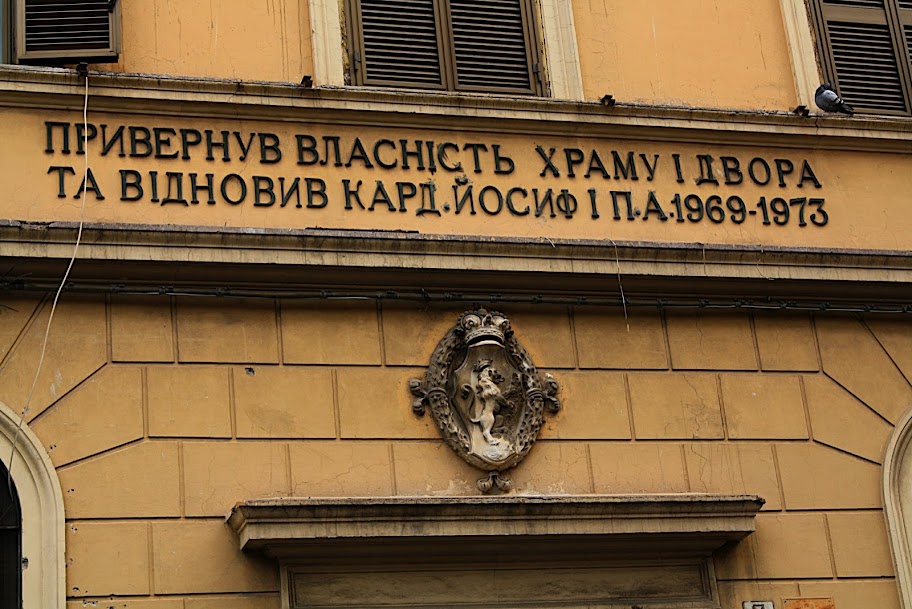 ПРИВЕРНУВ ВЛАСНІСТЬ ХРАМУ І ДВОРА
ТА ВІДНОВИВ КАРД. ЙОСИФ І П.А.1969-1973